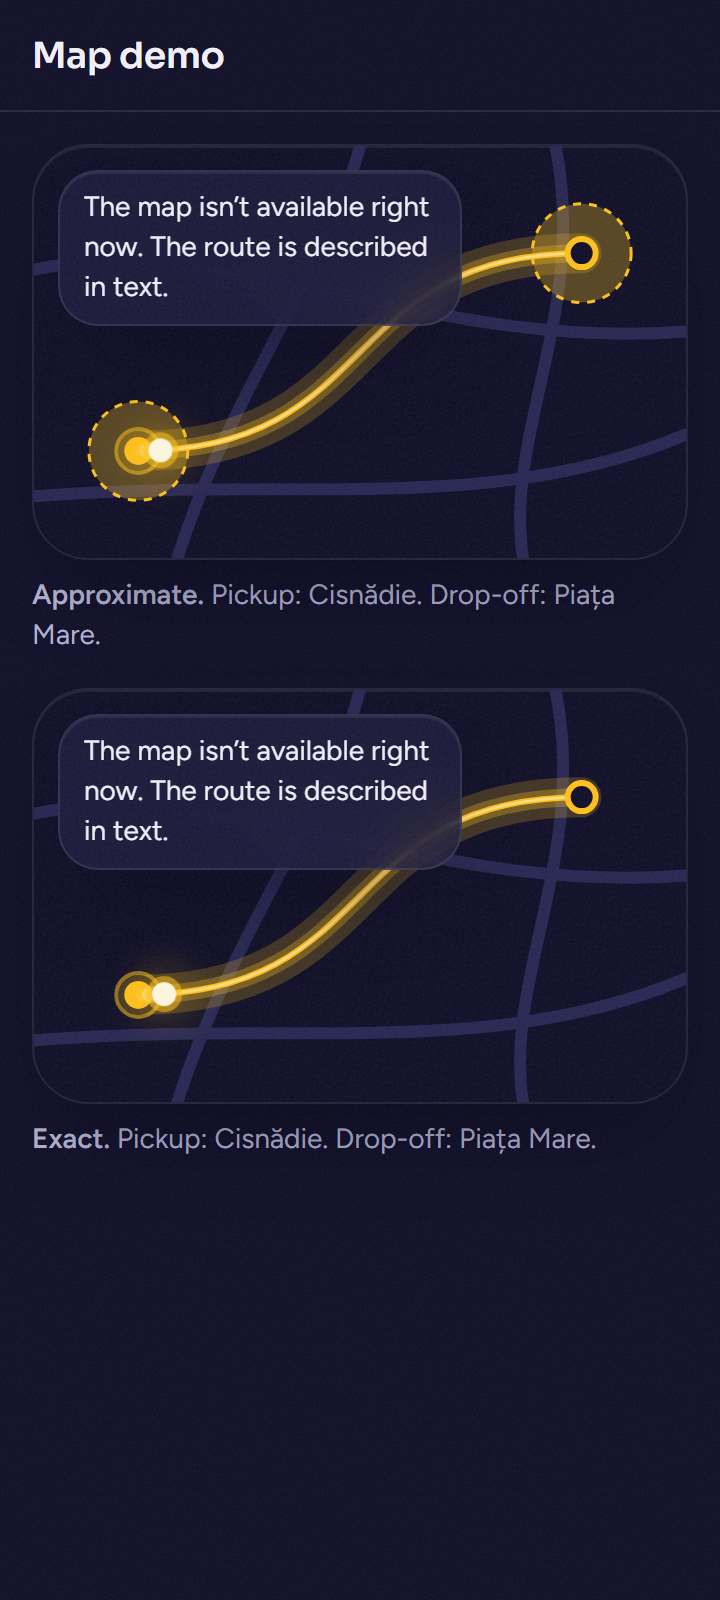 Map demo
The map isn’t available right
now. The route is described
in text.
Approximate. Pickup: Cisnădie. Drop-off: Piața
Mare.
The map isn’t available right
now. The route is described
in text.
Exact. Pickup: Cisnădie. Drop-off: Piața Mare.